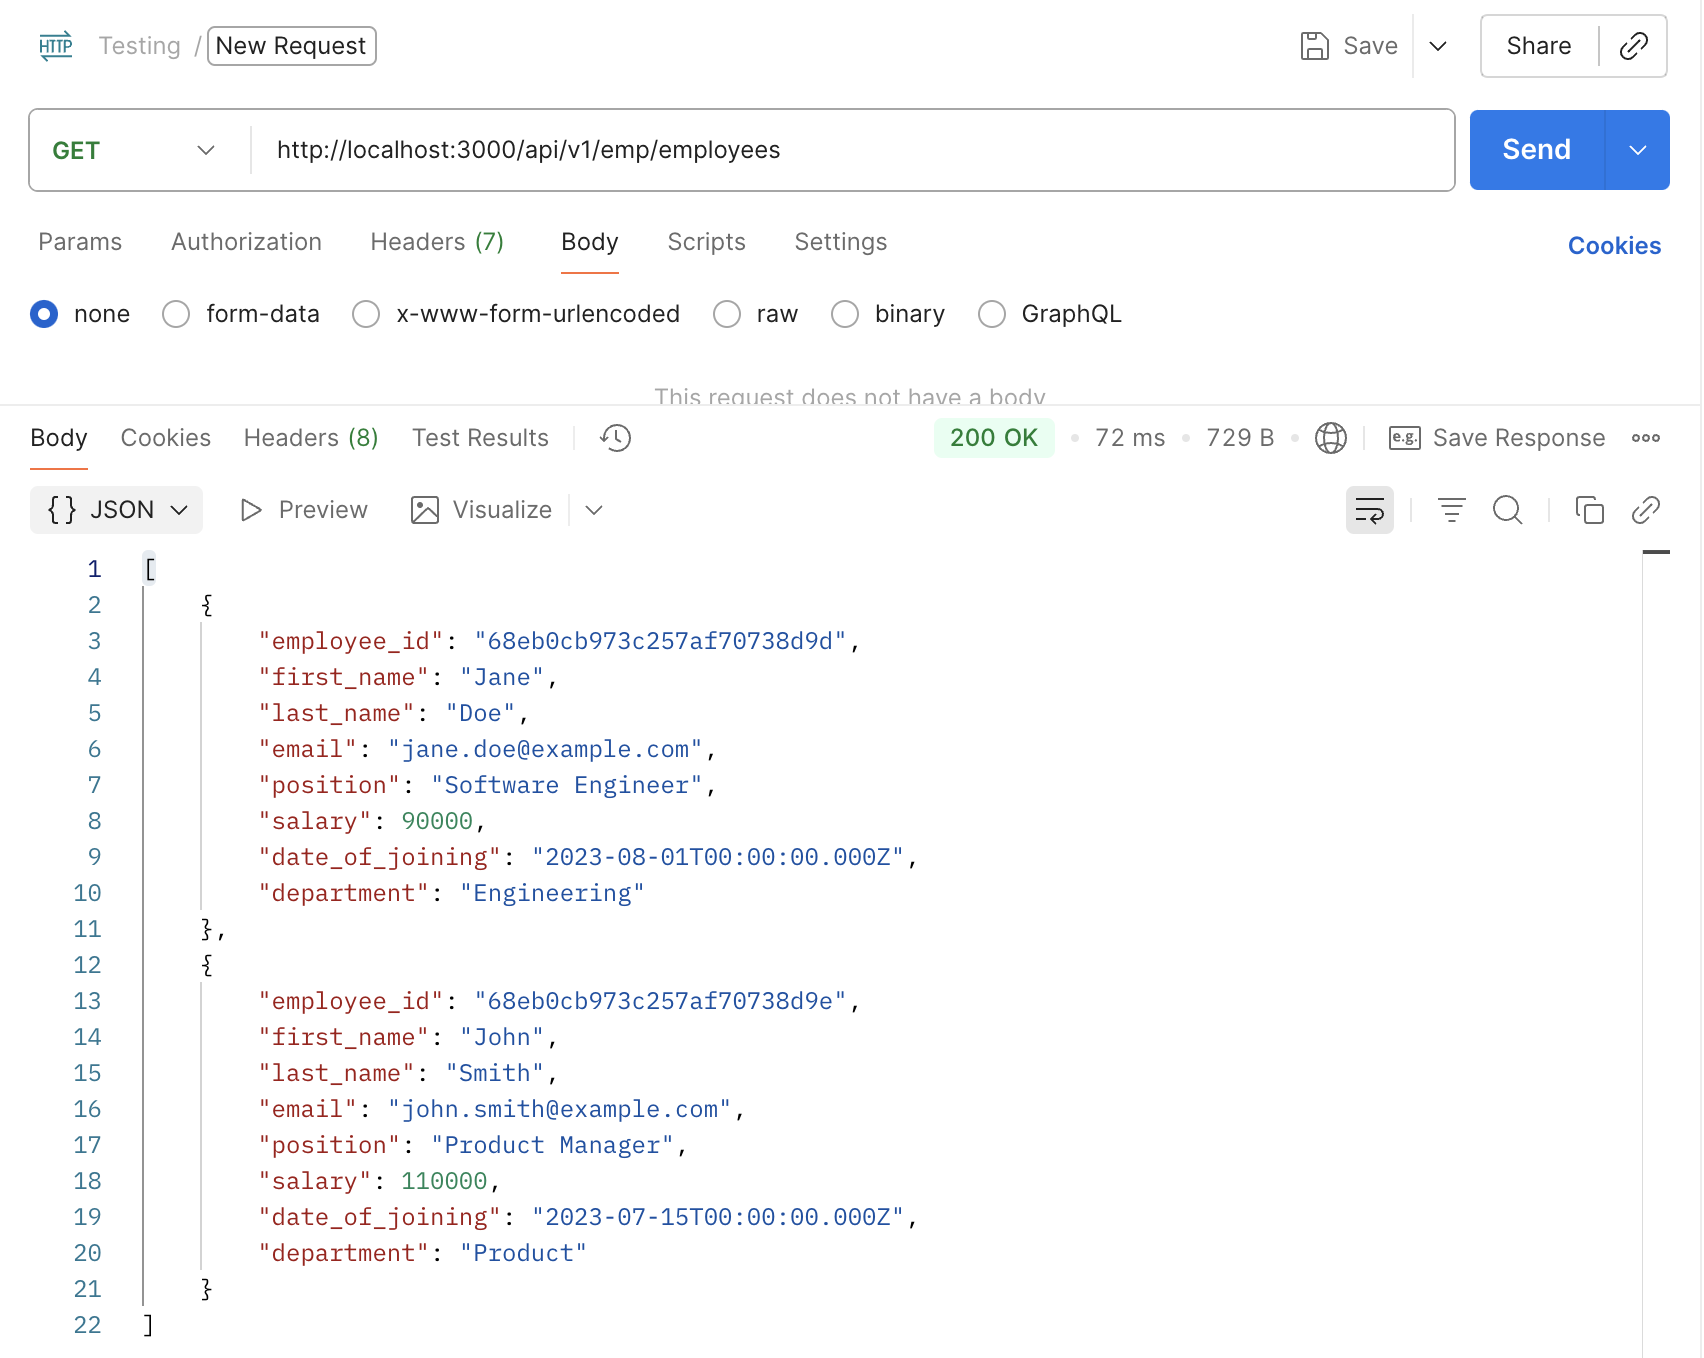 HTTP Testing / New Request Save Share
GET http://localhost:3000/api/v1/emp/employees Send
Params Authorization Headers (7) Body Scripts Settings Cookies
none form-data x-www-form-urlencoded raw binary GraphQL
This request does not have a body
Body Cookies Headers (8) Test Results 200 OK • 72 ms • 729 B • e.g. Save Response
{} JSON Preview Visualize
1 [
2 {
3 "employee_id": "68eb0cb973c257af70738d9d",
4 "first_name": "Jane",
5 "last_name": "Doe",
6 "email": "jane.doe@example.com",
7 "position": "Software Engineer",
8 "salary": 90000,
9 "date_of_joining": "2023-08-01T00:00:00.000Z",
10 "department": "Engineering"
11 },
12 {
13 "employee_id": "68eb0cb973c257af70738d9e",
14 "first_name": "John",
15 "last_name": "Smith",
16 "email": "john.smith@example.com",
17 "position": "Product Manager",
18 "salary": 110000,
19 "date_of_joining": "2023-07-15T00:00:00.000Z",
20 "department": "Product"
21 }
22 ]